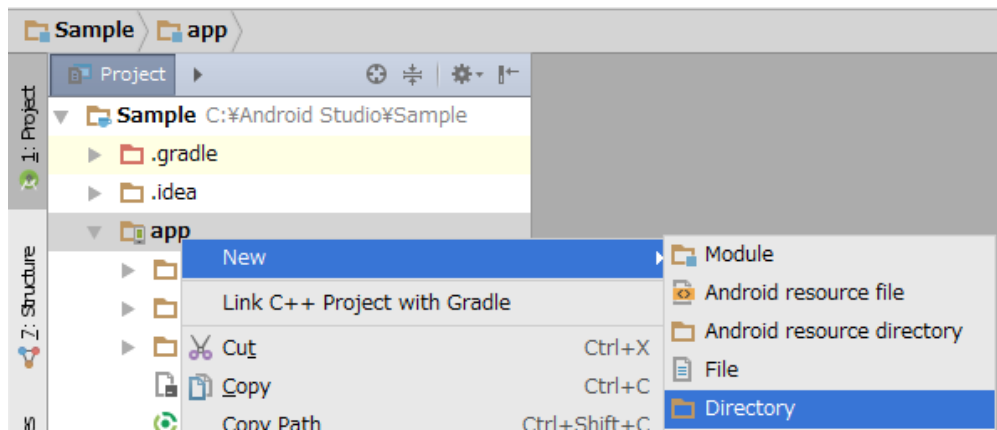 Sample app
Project
1: Project
Sample C:¥Android Studio¥Sample
.gradle
.idea
app
7: Structure
New
Link C++ Project with Gradle
Cut Ctrl+X
Copy Ctrl+C
Copy Path Ctrl+Shift+C
Module
Android resource file
Android resource directory
File
Directory